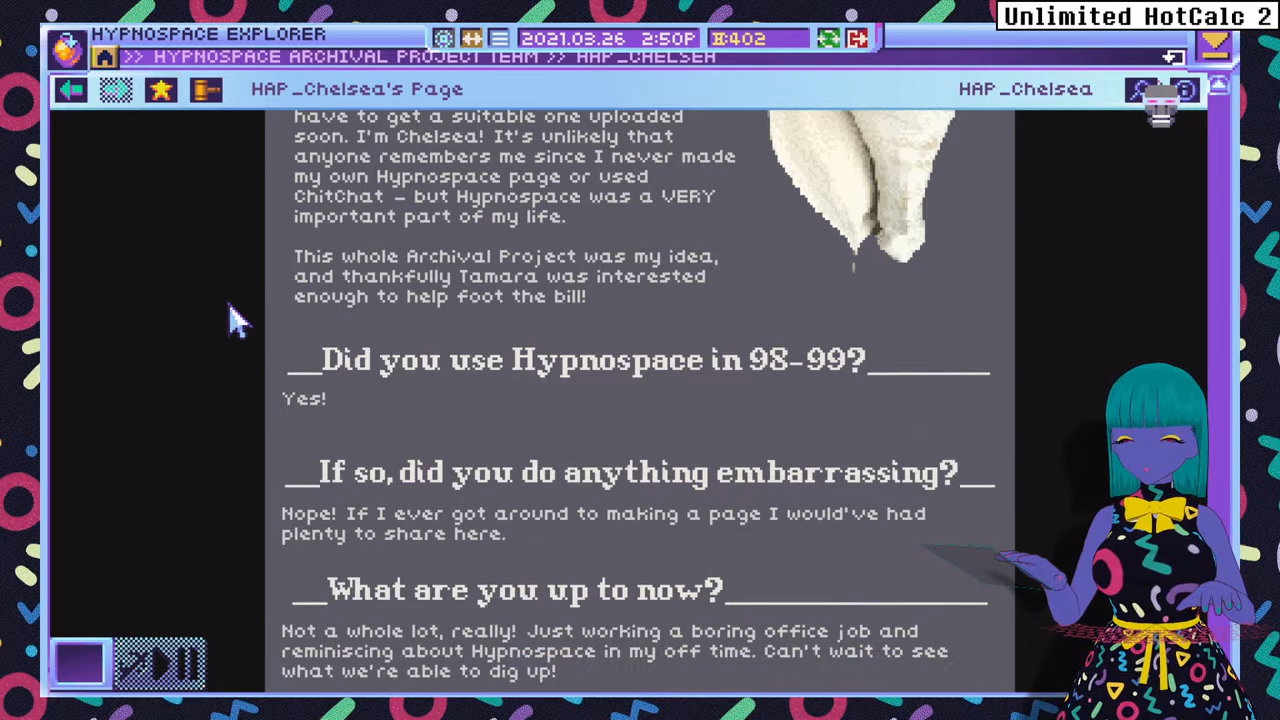 Unlimited HotCalc 2
HYPNOSPACE EXPLORER
2021.03.26 2:50P
402
>> HYPNOSPACE ARCHIVAL PROJECT TEAM >> HAP_CHELSEA
HAP_Chelsea's Page
HAP_Chelsea
have to get a suitable one uploaded
soon. I'm Chelsea! It's unlikely that
anyone remembers me since I never made
my own Hypnospace page or used
ChitChat - but Hypnospace was a VERY
important part of my life.
This whole Archival Project was my idea,
and thankfully Tamara was interested
enough to help foot the bill!
__Did you use Hypnospace in 98-99?________
Yes!
__If so, did you do anything embarrassing?__
Nope! If I ever got around to making a page I would've had
plenty to share here.
__What are you up to now?________________
Not a whole lot, really! Just working a boring office job and
reminiscing about Hypnospace in my off time. Can't wait to see
what we're able to dig up!